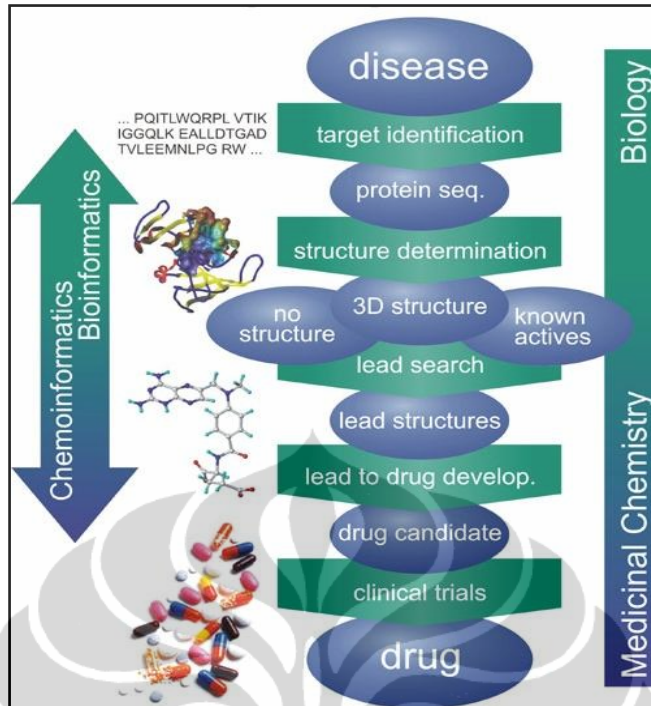 disease
... PQITLWQRPL VTIK
IGGQLK EALLDTGAD
TVLEEMNLPG RW ...
target identification
protein seq.
structure determination
no
structure
3D structure
known
actives
lead search
lead structures
lead to drug develop.
drug candidate
clinical trials
drug
Chemoinformatics
Bioinformatics
Biology
Medicinal Chemistry